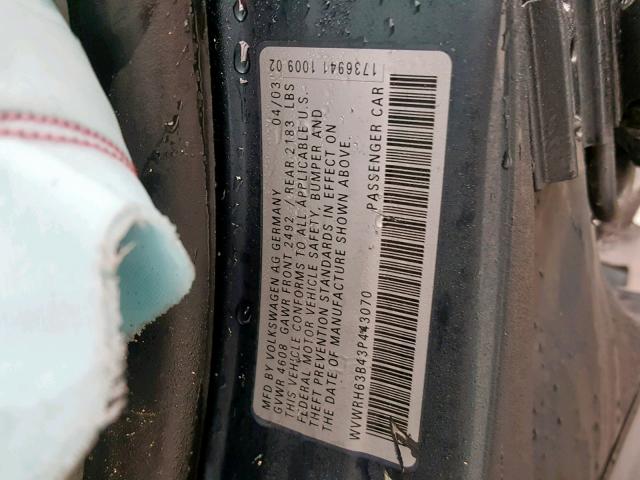 MFD BY VOLKSWAGEN AG GERMANY 04/03
GVWR 4608 GAWR FRONT 2492 / REAR 2183 LBS
THIS VEHICLE CONFORMS TO ALL APPLICABLE U.S.
FEDERAL MOTOR VEHICLE SAFETY, BUMPER AND
THEFT PREVENTION STANDARDS IN EFFECT ON
THE DATE OF MANUFACTURE SHOWN ABOVE.
WVWRH63B43P443070 PASSENGER CAR
1736941 1009 02